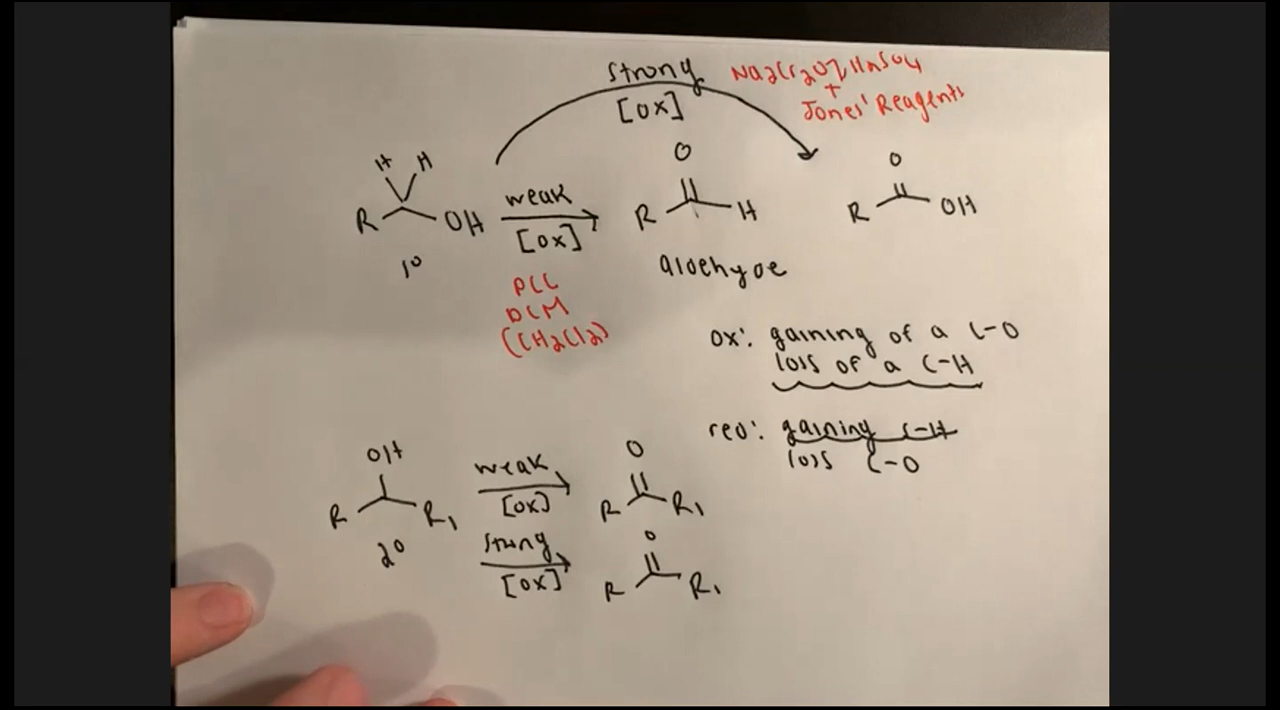 strong
[ox]
Na2Cr2O7, H2SO4
+
Jones' Reagents
H H
R OH
1°
weak
[ox]
PCC
DCM
(CH2Cl2)
O
R H
aldehyde
O
R OH
ox: gaining of a C-O
loss of a C-H
red: gaining C-H
loss C-O
OH
R R1
2°
weak
[ox]
O
R R1
strong
[ox]
O
R R1